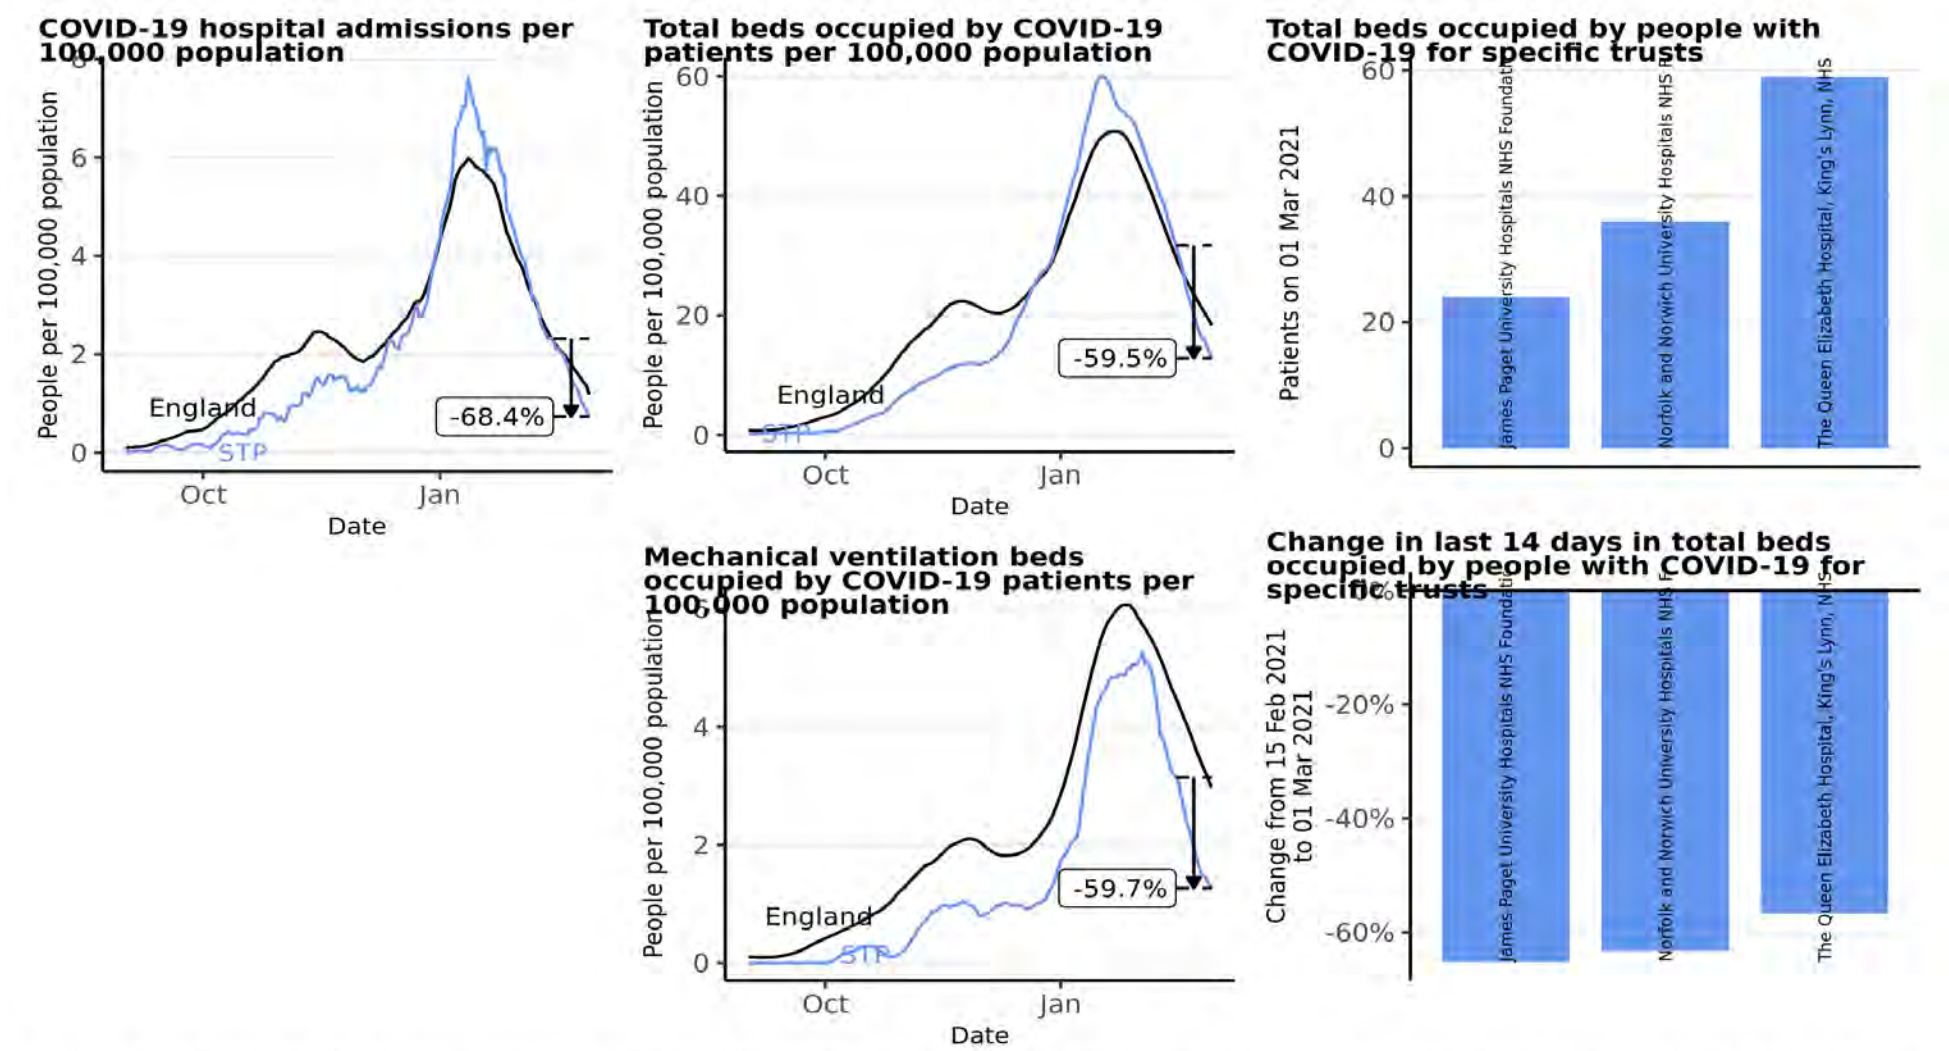 COVID-19 hospital admissions per
100,000 population
People per 100,000 population
8
6
4
2
0
England
STP
-68.4%
Oct
Jan
Date
Total beds occupied by COVID-19
patients per 100,000 population
People per 100,000 population
60
40
20
0
England
STP
-59.5%
Oct
Jan
Date
Total beds occupied by people with
COVID-19 for specific trusts
Patients on 01 Mar 2021
60
40
20
0
James Paget University Hospitals NHS Foundati
Norfolk and Norwich University Hospitals NHS F
The Queen Elizabeth Hospital, King's Lynn, NHS
Mechanical ventilation beds
occupied by COVID-19 patients per
100,000 population
People per 100,000 population
6
4
2
0
England
STP
-59.7%
Oct
Jan
Date
Change in last 14 days in total beds
occupied by people with COVID-19 for
specific trusts
Change from 15 Feb 2021
to 01 Mar 2021
0%
-20%
-40%
-60%
James Paget University Hospitals NHS Foundati
Norfolk and Norwich University Hospitals NHS F
The Queen Elizabeth Hospital, King's Lynn, NHS